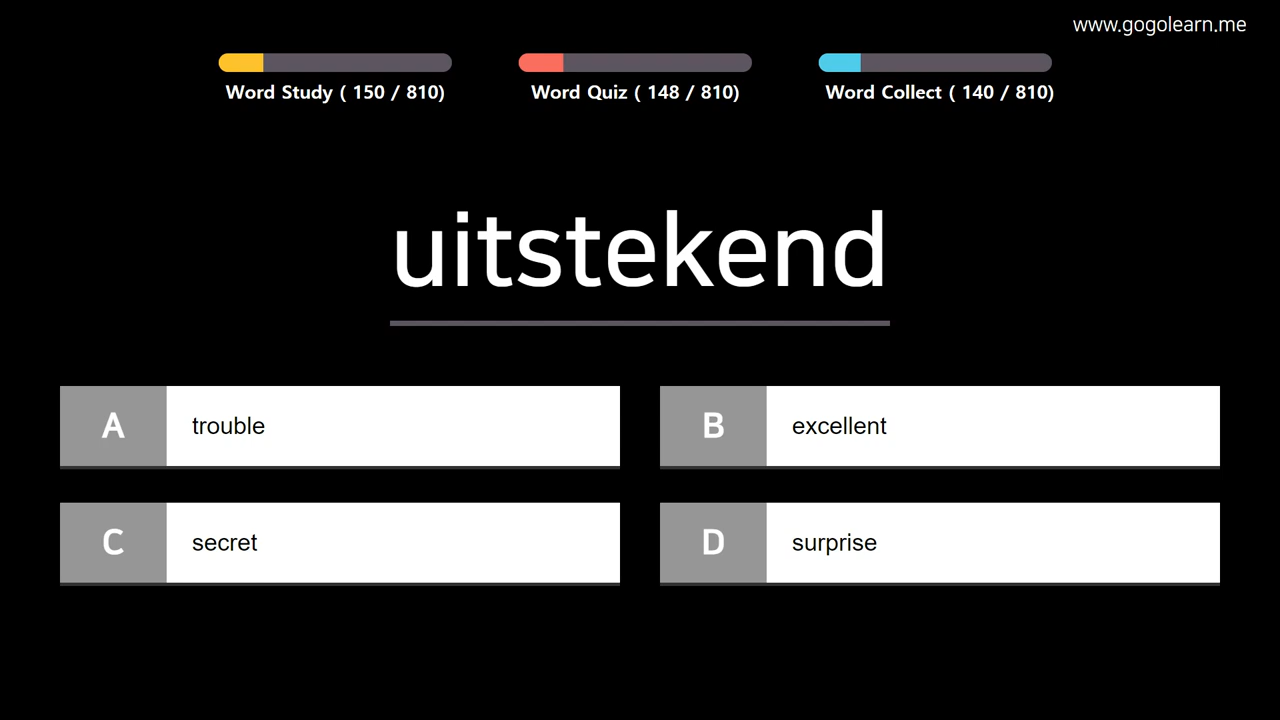 www.gogolearn.me
Word Study ( 150 / 810)
Word Quiz ( 148 / 810)
Word Collect ( 140 / 810)
uitstekend
A trouble
B excellent
C secret
D surprise